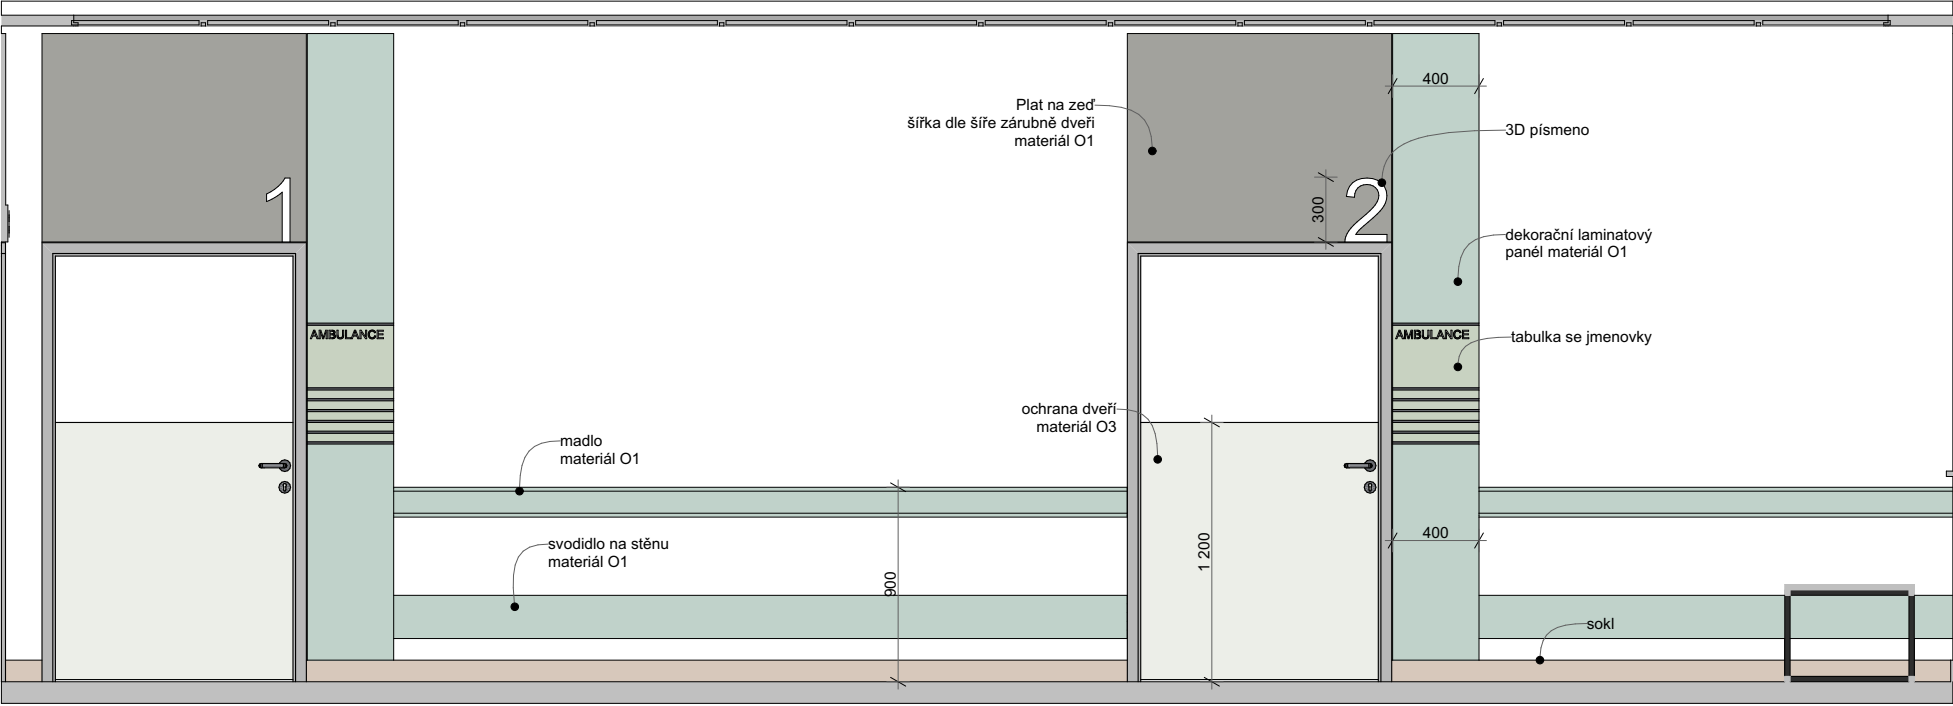 400
Plat na zeď
šířka dle šíře zárubně dveři
materiál O1
3D písmeno
1
300
2
dekorační laminatový
panél materiál O1
AMBULANCE
AMBULANCE
tabulka se jmenovky
ochrana dveří
materiál O3
madlo
materiál O1
svodidlo na stěnu
materiál O1
900
1 200
400
sokl